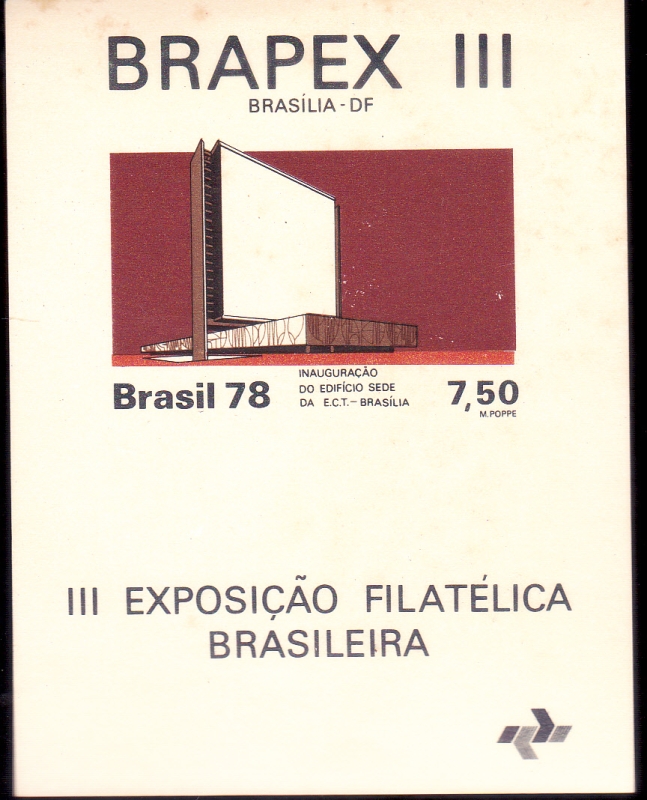 BRAPEX III
BRASÍLIA - DF
Brasil 78
INAUGURAÇÃO
DO EDIFÍCIO SEDE
DA E.C.T. - BRASÍLIA
7,50
M. POPPE
III EXPOSIÇÃO FILATÉLICA
BRASILEIRA